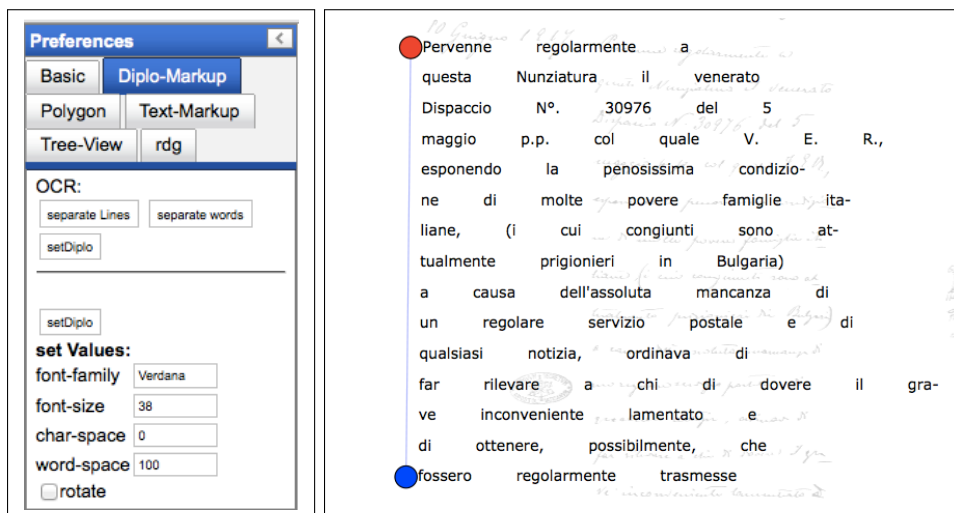 Preferences
Basic Diplo-Markup
Polygon Text-Markup
Tree-View rdg
OCR:
separate Lines separate words
setDiplo
setDiplo
set Values:
font-family Verdana
font-size 38
char-space 0
word-space 100
rotate
Pervenne regolarmente a
questa Nunziatura il venerato
Dispaccio N°. 30976 del 5
maggio p.p. col quale V. E. R.,
esponendo la penosissima condizio-
ne di molte povere famiglie ita-
liane, (i cui congiunti sono at-
tualmente prigionieri in Bulgaria)
a causa dell'assoluta mancanza di
un regolare servizio postale e di
qualsiasi notizia, ordinava di
far rilevare a chi di dovere il gra-
ve inconveniente lamentato e
di ottenere, possibilmente, che
fossero regolarmente trasmesse